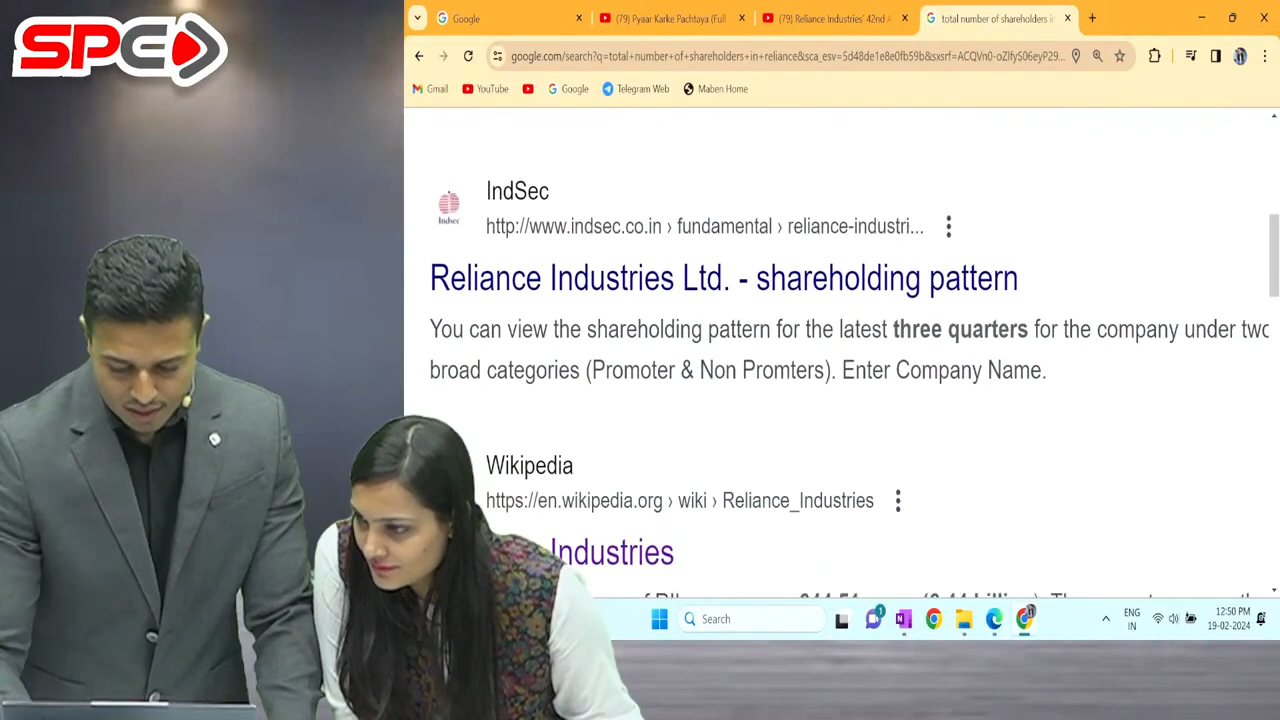 SPC
Google
(79) Pyaar Karke Pachtaya (Full
(79) Reliance Industries' 42nd A
total number of shareholders i
google.com/search?q=total+number+of+shareholders+in+reliance&sca_esv=5d48de1e8e0fb59b&sxsrf=ACQVn0-oZlfyS06eyP29...
Gmail
YouTube
Google
Telegram Web
Maben Home
IndSec
Indsec
http://www.indsec.co.in › fundamental › reliance-industri...
Reliance Industries Ltd. - shareholding pattern
You can view the shareholding pattern for the latest three quarters for the company under two
broad categories (Promoter & Non Promters). Enter Company Name.
Wikipedia
https://en.wikipedia.org › wiki › Reliance_Industries
Industries
Search
ENG
IN
12:50 PM
19-02-2024